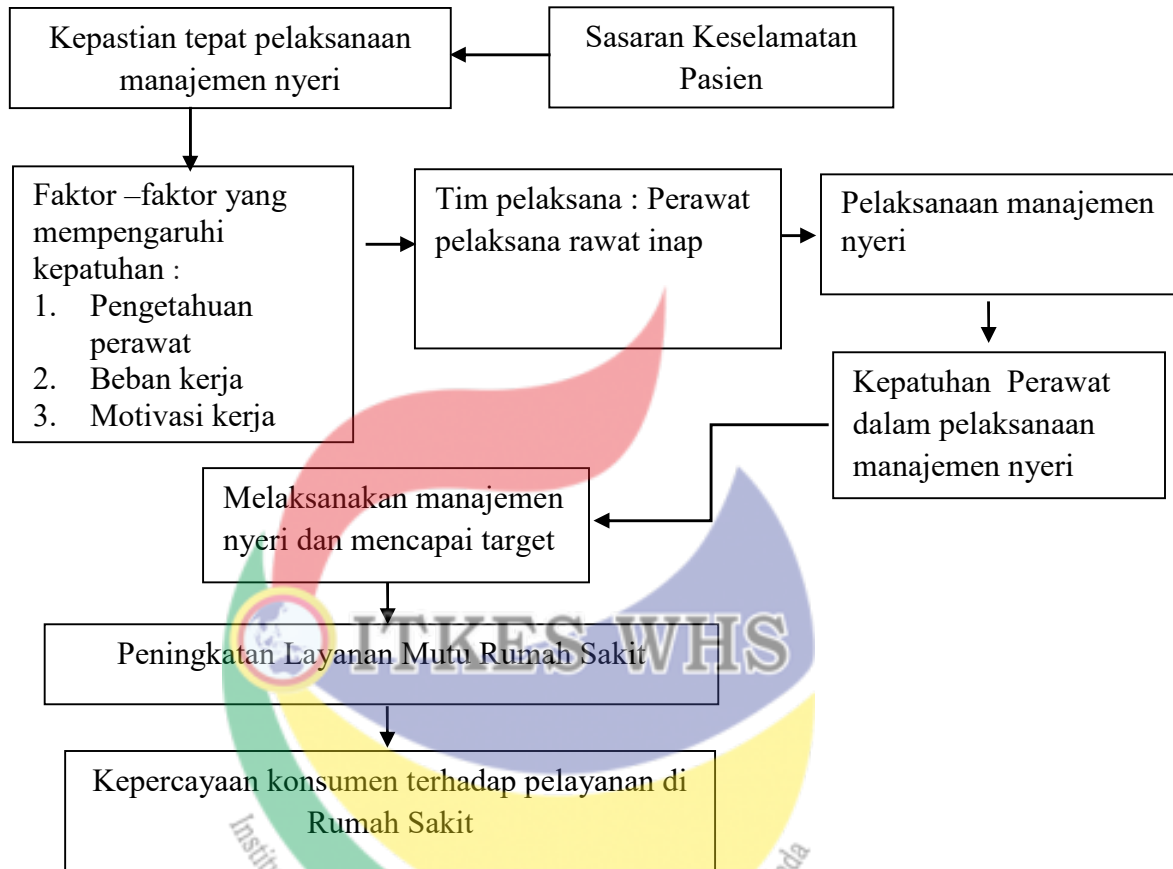 Kepastian tepat pelaksanaan
manajemen nyeri
Sasaran Keselamatan
Pasien
Faktor –faktor yang
mempengaruhi
kepatuhan :
1. Pengetahuan
perawat
2. Beban kerja
3. Motivasi kerja
Tim pelaksana : Perawat
pelaksana rawat inap
Pelaksanaan manajemen
nyeri
Kepatuhan Perawat
dalam pelaksanaan
manajemen nyeri
Melaksanakan manajemen
nyeri dan mencapai target
ITKES WHS
Peningkatan Layanan Mutu Rumah Sakit
Kepercayaan konsumen terhadap pelayanan di
Rumah Sakit